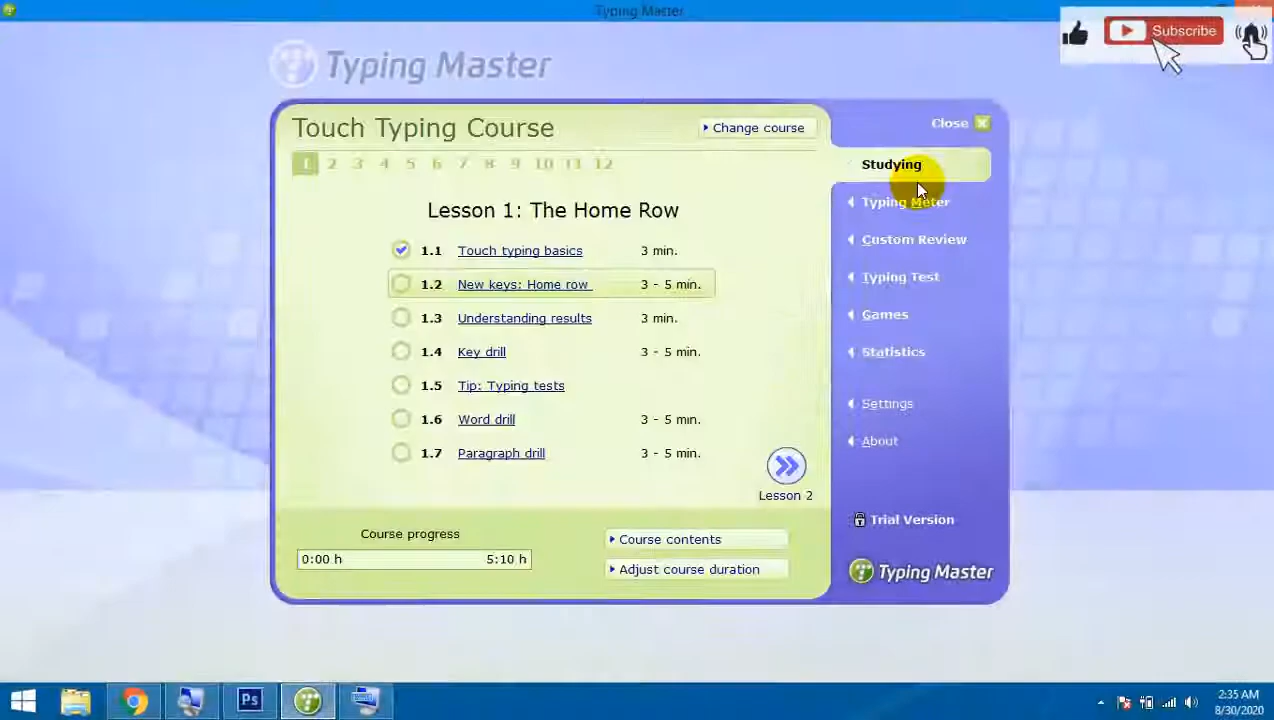 Typing Master
Subscribe
Typing Master
Touch Typing Course
Change course
Close
1 2 3 4 5 6 7 8 9 10 11 12
Studying
Lesson 1: The Home Row
Typing Meter
1.1 Touch typing basics 3 min.
Custom Review
1.2 New keys: Home row 3 - 5 min.
Typing Test
1.3 Understanding results 3 min.
Games
1.4 Key drill 3 - 5 min.
Statistics
1.5 Tip: Typing tests
Settings
1.6 Word drill 3 - 5 min.
About
1.7 Paragraph drill 3 - 5 min.
Lesson 2
Trial Version
Course progress
Course contents
0:00 h 5:10 h
Adjust course duration
Typing Master
Ps
2:35 AM
8/30/2020